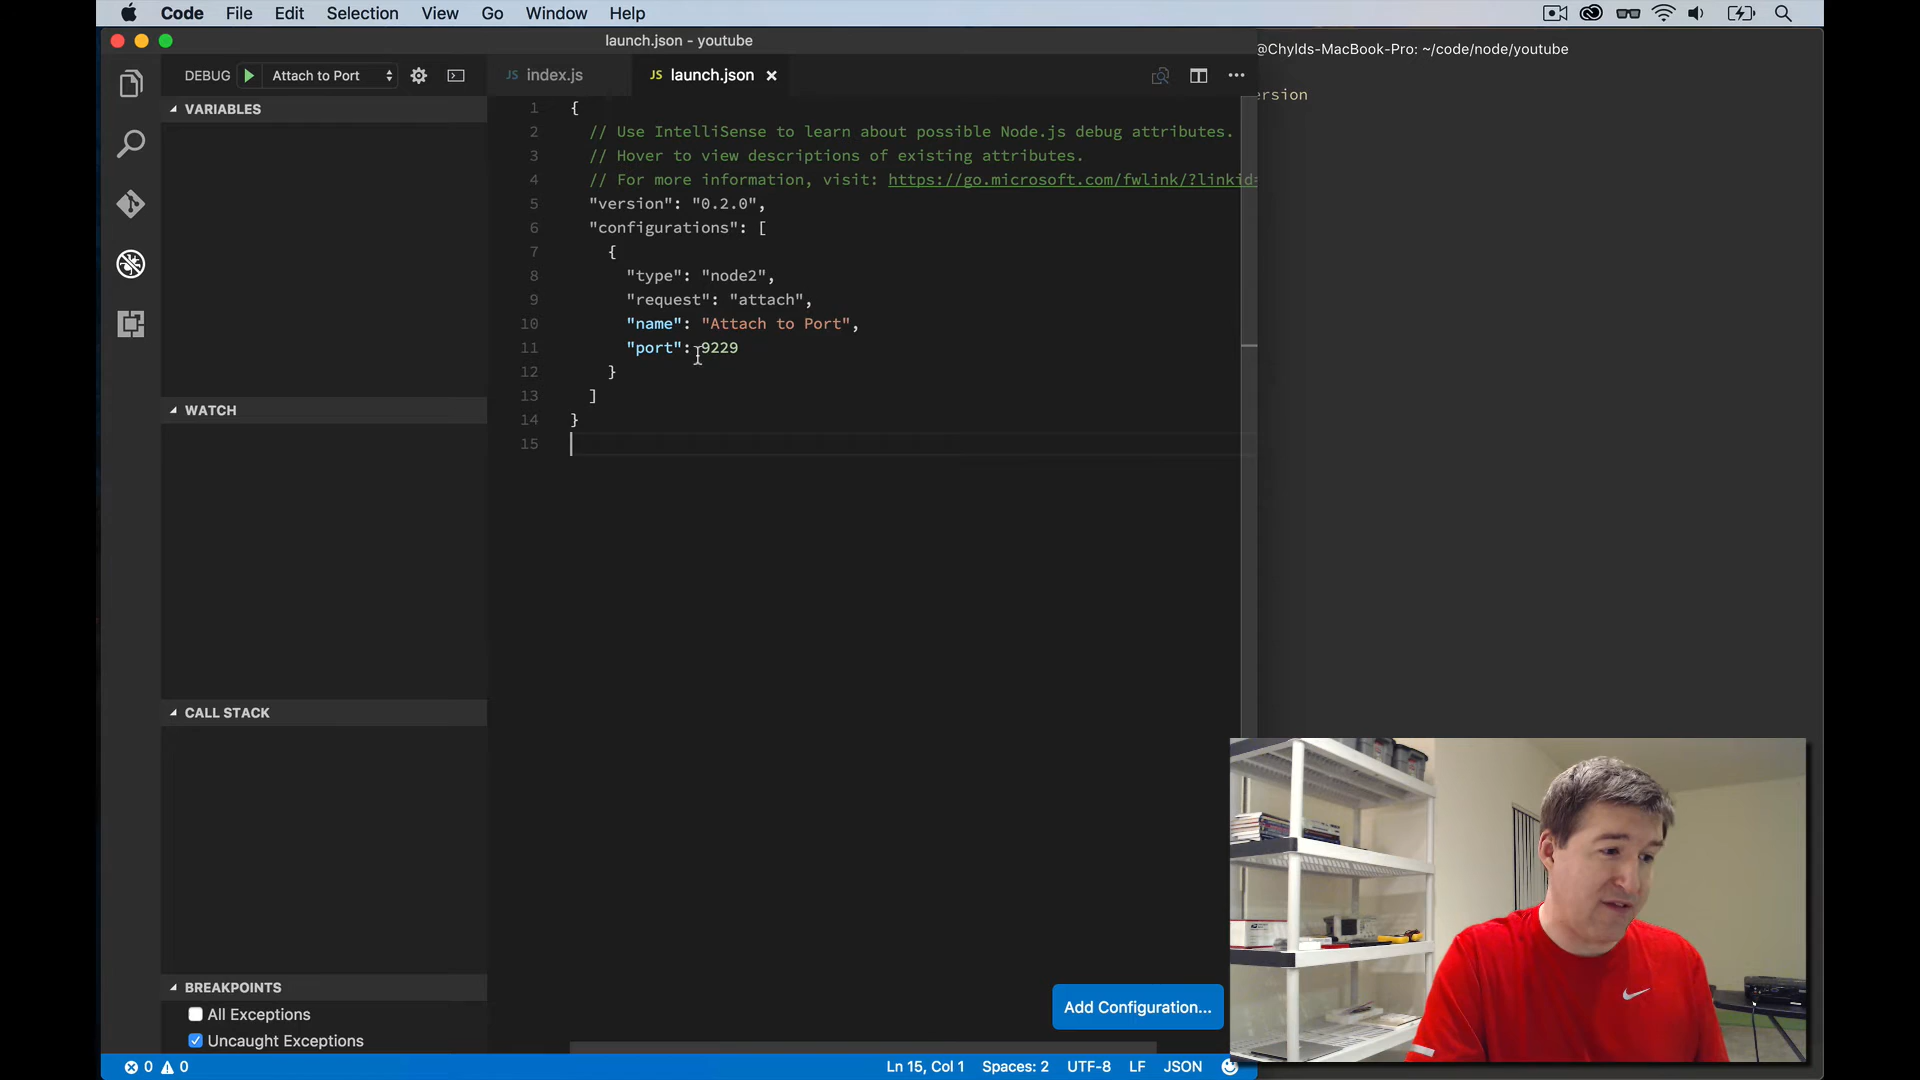 Code File Edit Selection View Go Window Help
launch.json - youtube
@Chylds-MacBook-Pro: ~/code/node/youtube
DEBUG Attach to Port
JS index.js
JS launch.json
ersion
VARIABLES
WATCH
CALL STACK
BREAKPOINTS
All Exceptions
Uncaught Exceptions
1 {
2 // Use IntelliSense to learn about possible Node.js debug attributes.
3 // Hover to view descriptions of existing attributes.
4 // For more information, visit: https://go.microsoft.com/fwlink/?linkid=
5 "version": "0.2.0",
6 "configurations": [
7 {
8 "type": "node2",
9 "request": "attach",
10 "name": "Attach to Port",
11 "port": 9229
12 }
13 ]
14 }
15
Add Configuration...
0 0 Ln 15, Col 1 Spaces: 2 UTF-8 LF JSON